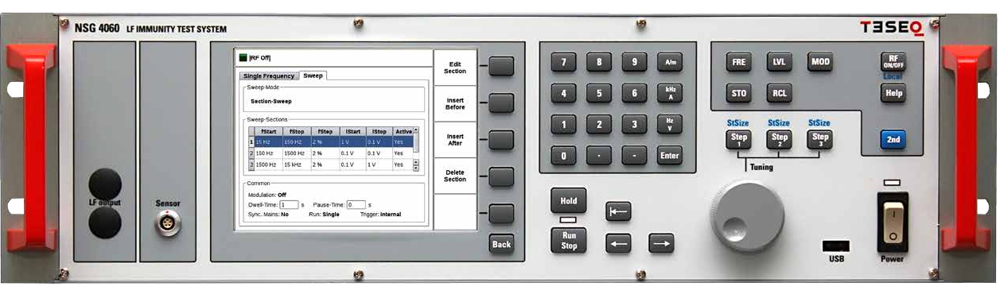 NSG 4060 LF IMMUNITY TEST SYSTEM
TESEQ
LF output
Sensor
|RF Off|
Single Frequency Sweep
Sweep-Mode
Section-Sweep
Sweep-Sections
fStart fStop fStep lStart lStop Active
1 15 Hz 150 Hz 2 % 1 V 0.1 V Yes
2 150 Hz 1500 Hz 2 % 0.1 V 0.1 V Yes
3 1500 Hz 15 kHz 2 % 0.1 V 1 V Yes
Common
Modulation: Off
Dwell-Time: 1 s Pause-Time: 0 s
Sync. Mains: No Run: Single Trigger: Internal
Edit
Section
Insert
Before
Insert
After
Delete
Section
Back
7 8 9 A/m
4 5 6 kHz
A
1 2 3 Hz
V
0 . - Enter
Hold
Run
Stop
FRE LVL MOD
STO RCL
RF
ON/OFF
Local
Help
2nd
StSize StSize StSize
Step
1
Step
2
Step
3
Tuning
USB
I
O
Power